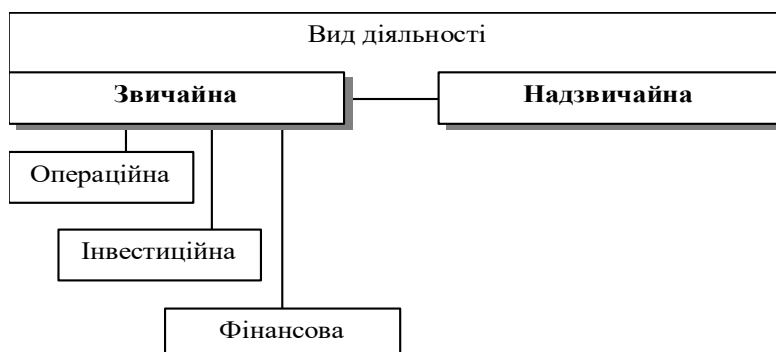 Вид діяльності
Звичайна
Надзвичайна
Операційна
Інвестиційна
Фінансова